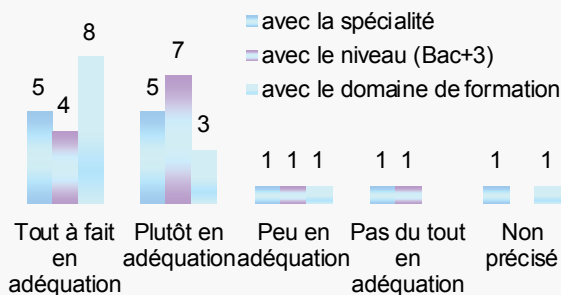 8
avec la spécialité
avec le niveau (Bac+3)
avec le domaine de formation
5
4
5
7
3
1 1 1
1 1
1
1
Tout à fait
en
adéquation
Plutôt en
adéquation
Peu en
adéquation
Pas du tout
en
adéquation
Non
précisé